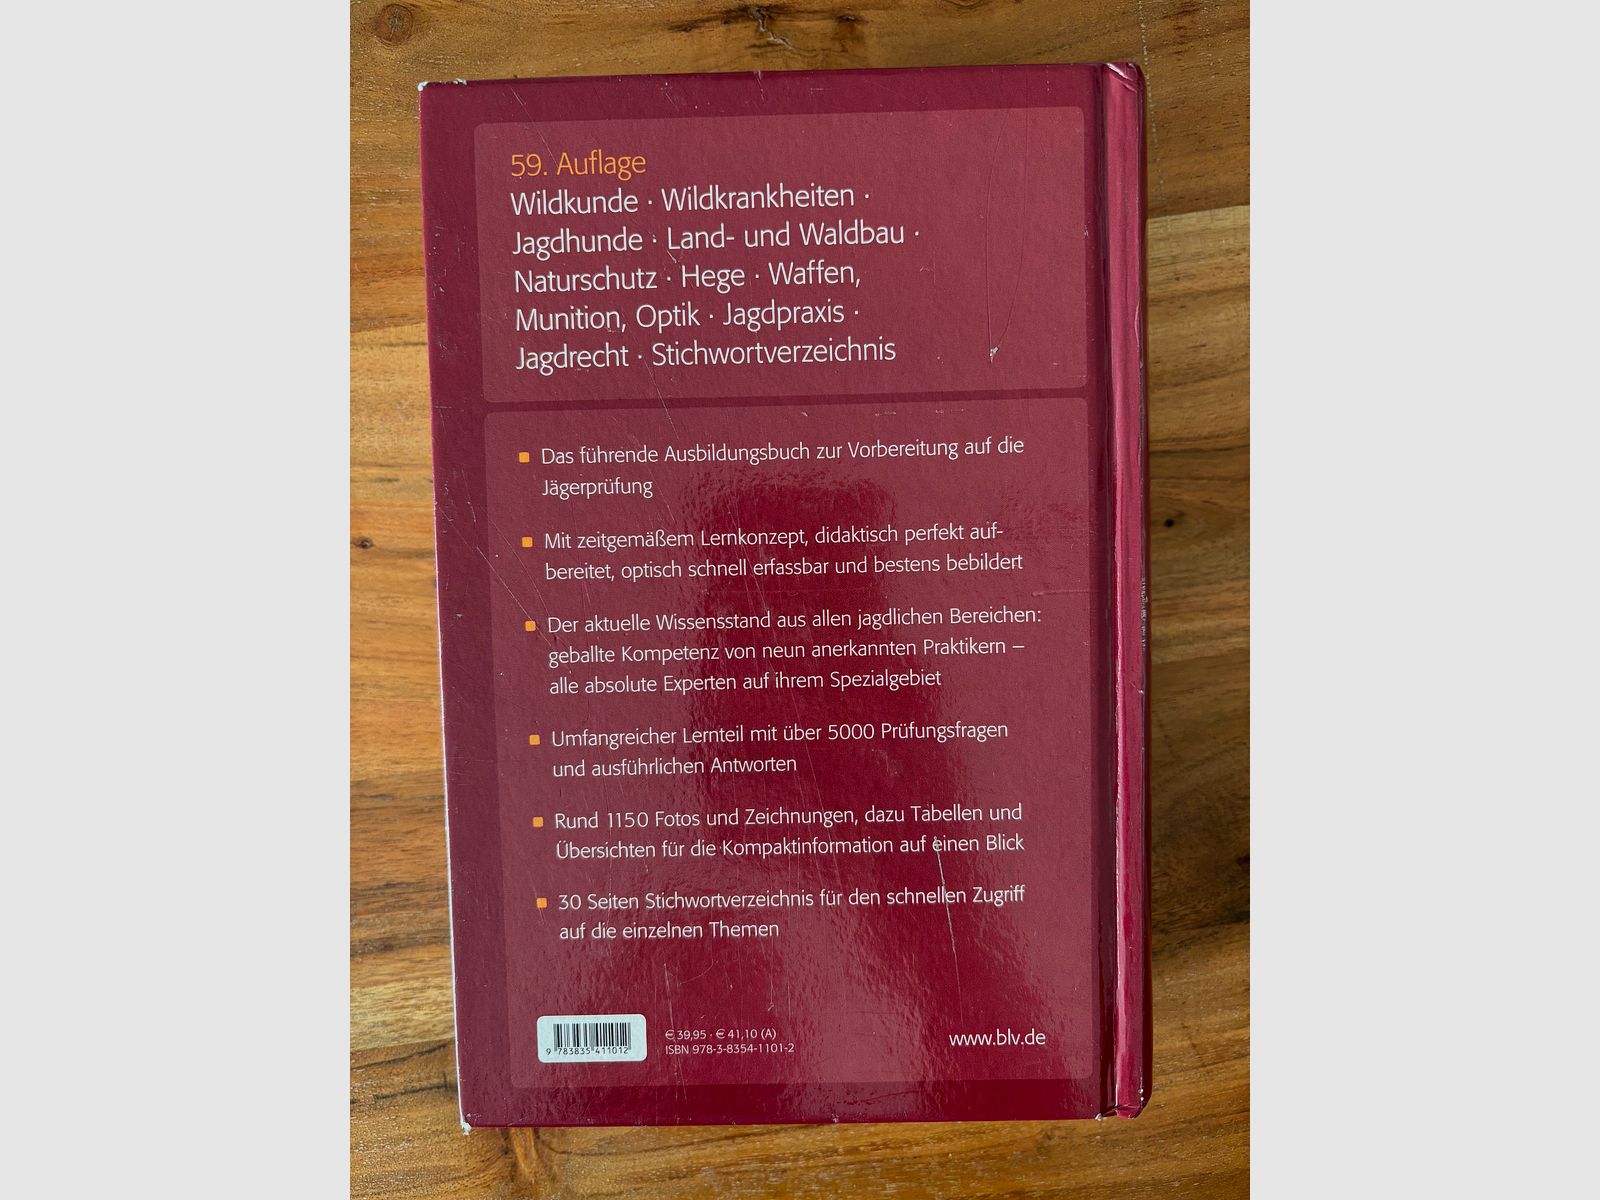 59. Auflage
Wildkunde · Wildkrankheiten ·
Jagdhunde · Land- und Waldbau ·
Naturschutz · Hege · Waffen,
Munition, Optik · Jagdpraxis ·
Jagdrecht · Stichwortverzeichnis
Das führende Ausbildungsbuch zur Vorbereitung auf die
Jägerprüfung
Mit zeitgemäßem Lernkonzept, didaktisch perfekt auf-
bereitet, optisch schnell erfassbar und bestens bebildert
Der aktuelle Wissensstand aus allen jagdlichen Bereichen:
geballte Kompetenz von neun anerkannten Praktikern –
alle absolute Experten auf ihrem Spezialgebiet
Umfangreicher Lernteil mit über 5000 Prüfungsfragen
und ausführlichen Antworten
Rund 1150 Fotos und Zeichnungen, dazu Tabellen und
Übersichten für die Kompaktinformation auf einen Blick
30 Seiten Stichwortverzeichnis für den schnellen Zugriff
auf die einzelnen Themen
9 783835 411012
€ 39,95 · € 41,10 (A)
ISBN 978-3-8354-1101-2
www.blv.de